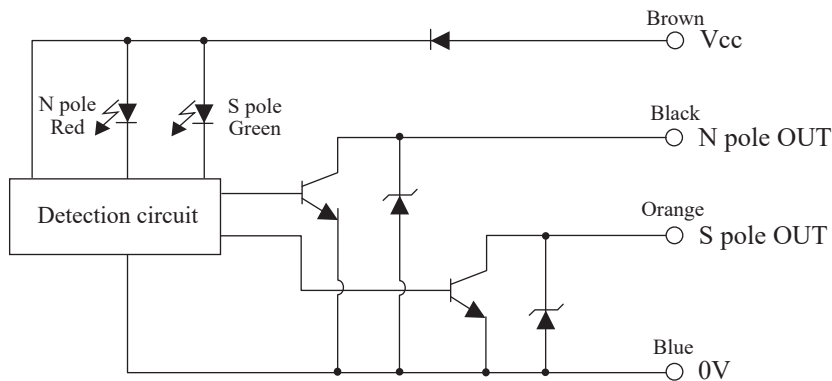 Brown
Vcc
N pole
Red
S pole
Green
Black
N pole OUT
Detection circuit
Orange
S pole OUT
Blue
0V